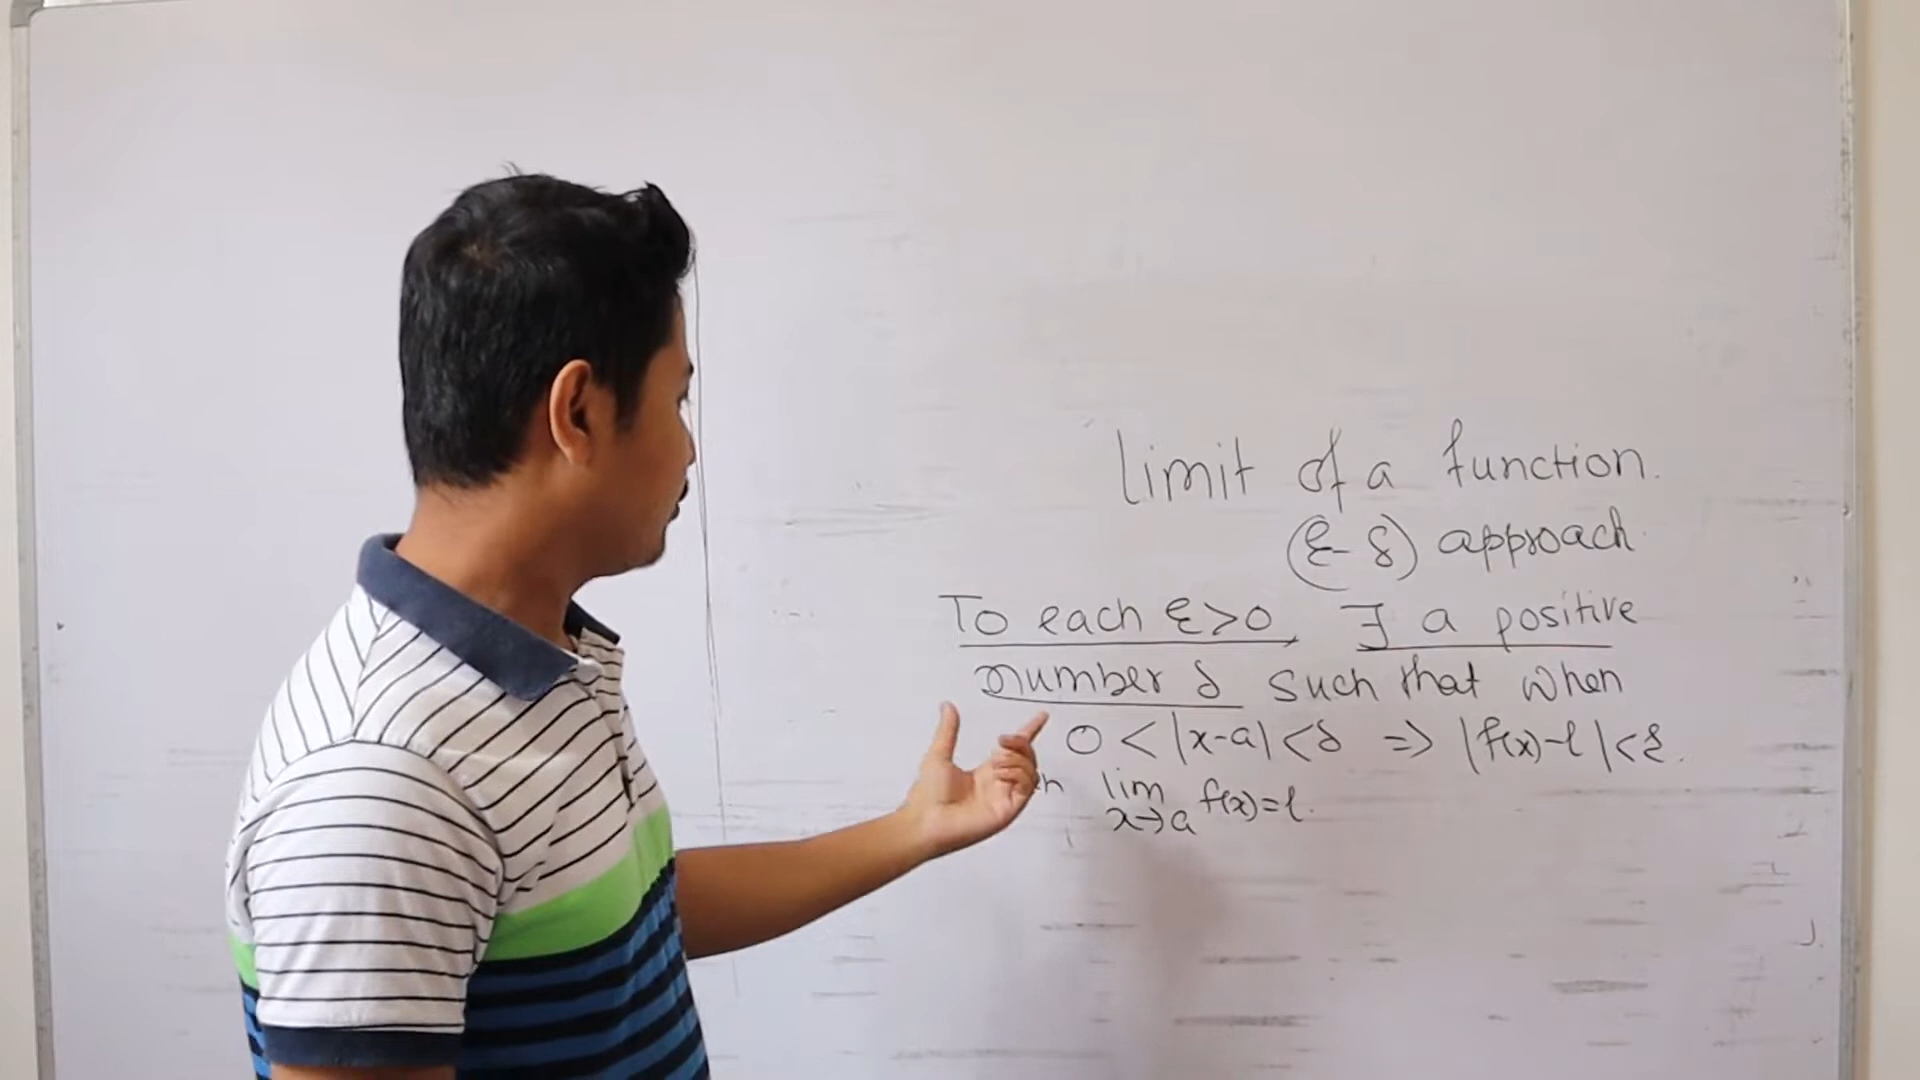 Limit of a function.
(ε-δ) approach.
To each ε>0, ∃ a positive
number δ such that when
0 < |x-a| < δ => |f(x)-l| < ε.
lim f(x)=l.
x→a